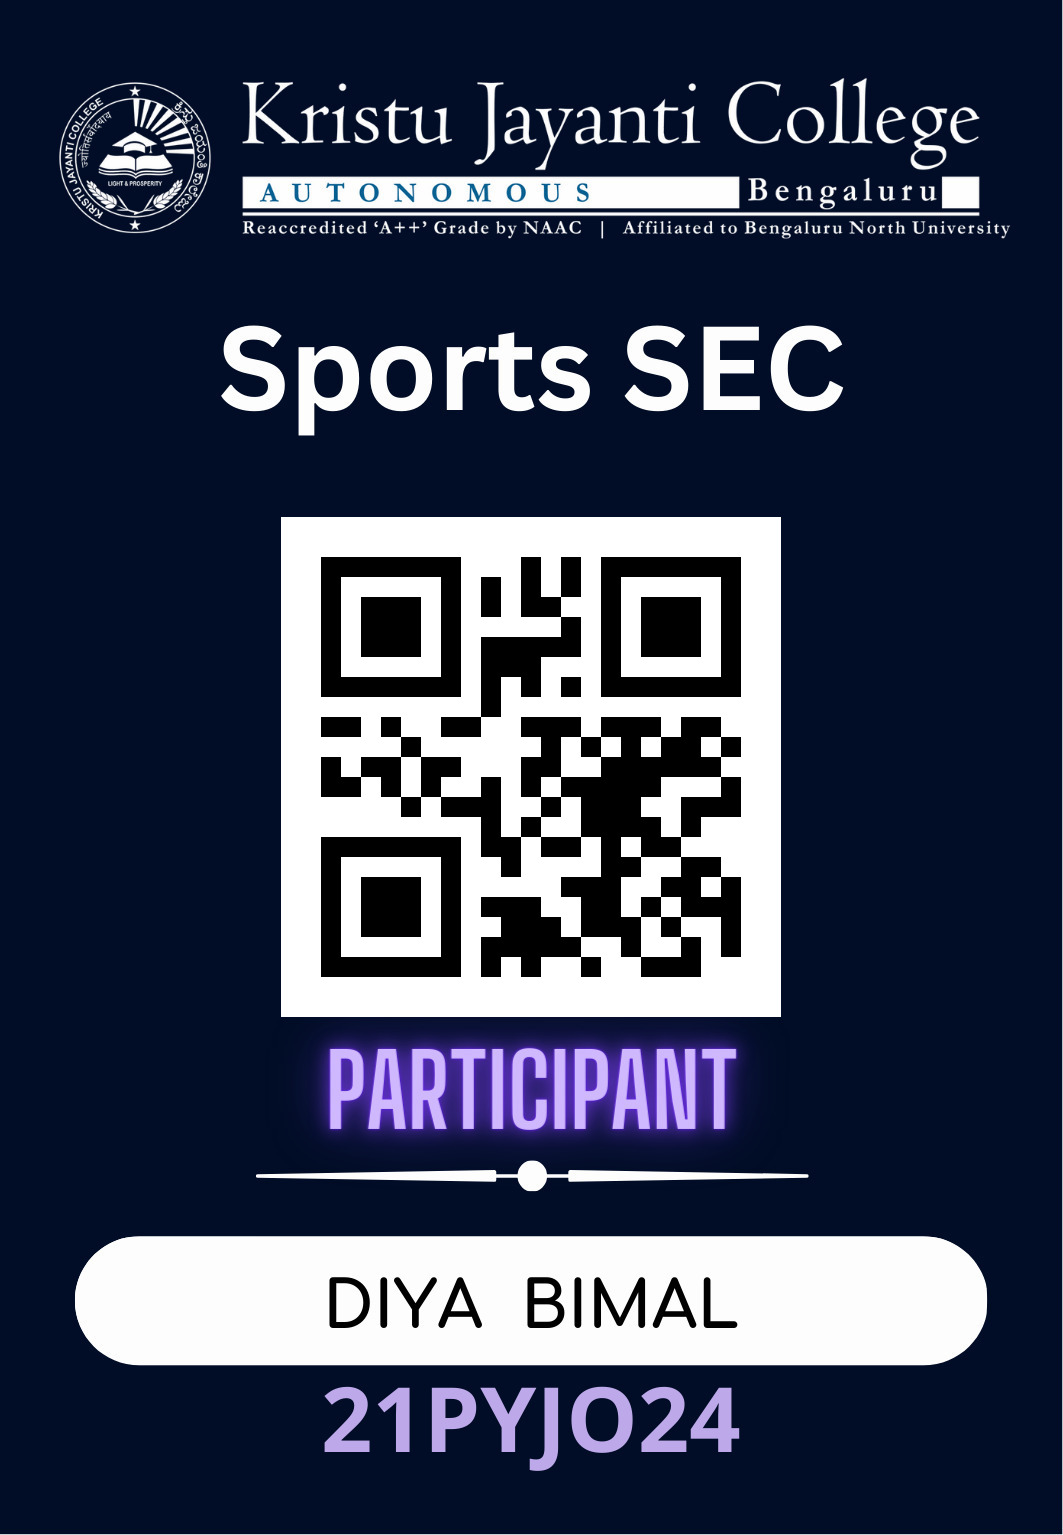 Kristu Jayanti College
AUTONOMOUS Bengaluru
Reaccredited ‘A++’ Grade by NAAC | Affiliated to Bengaluru North University
KRISTU JAYANTI COLLEGE
LIGHT & PROSPERITY
Sports SEC
PARTICIPANT
DIYA BIMAL
21PYJO24